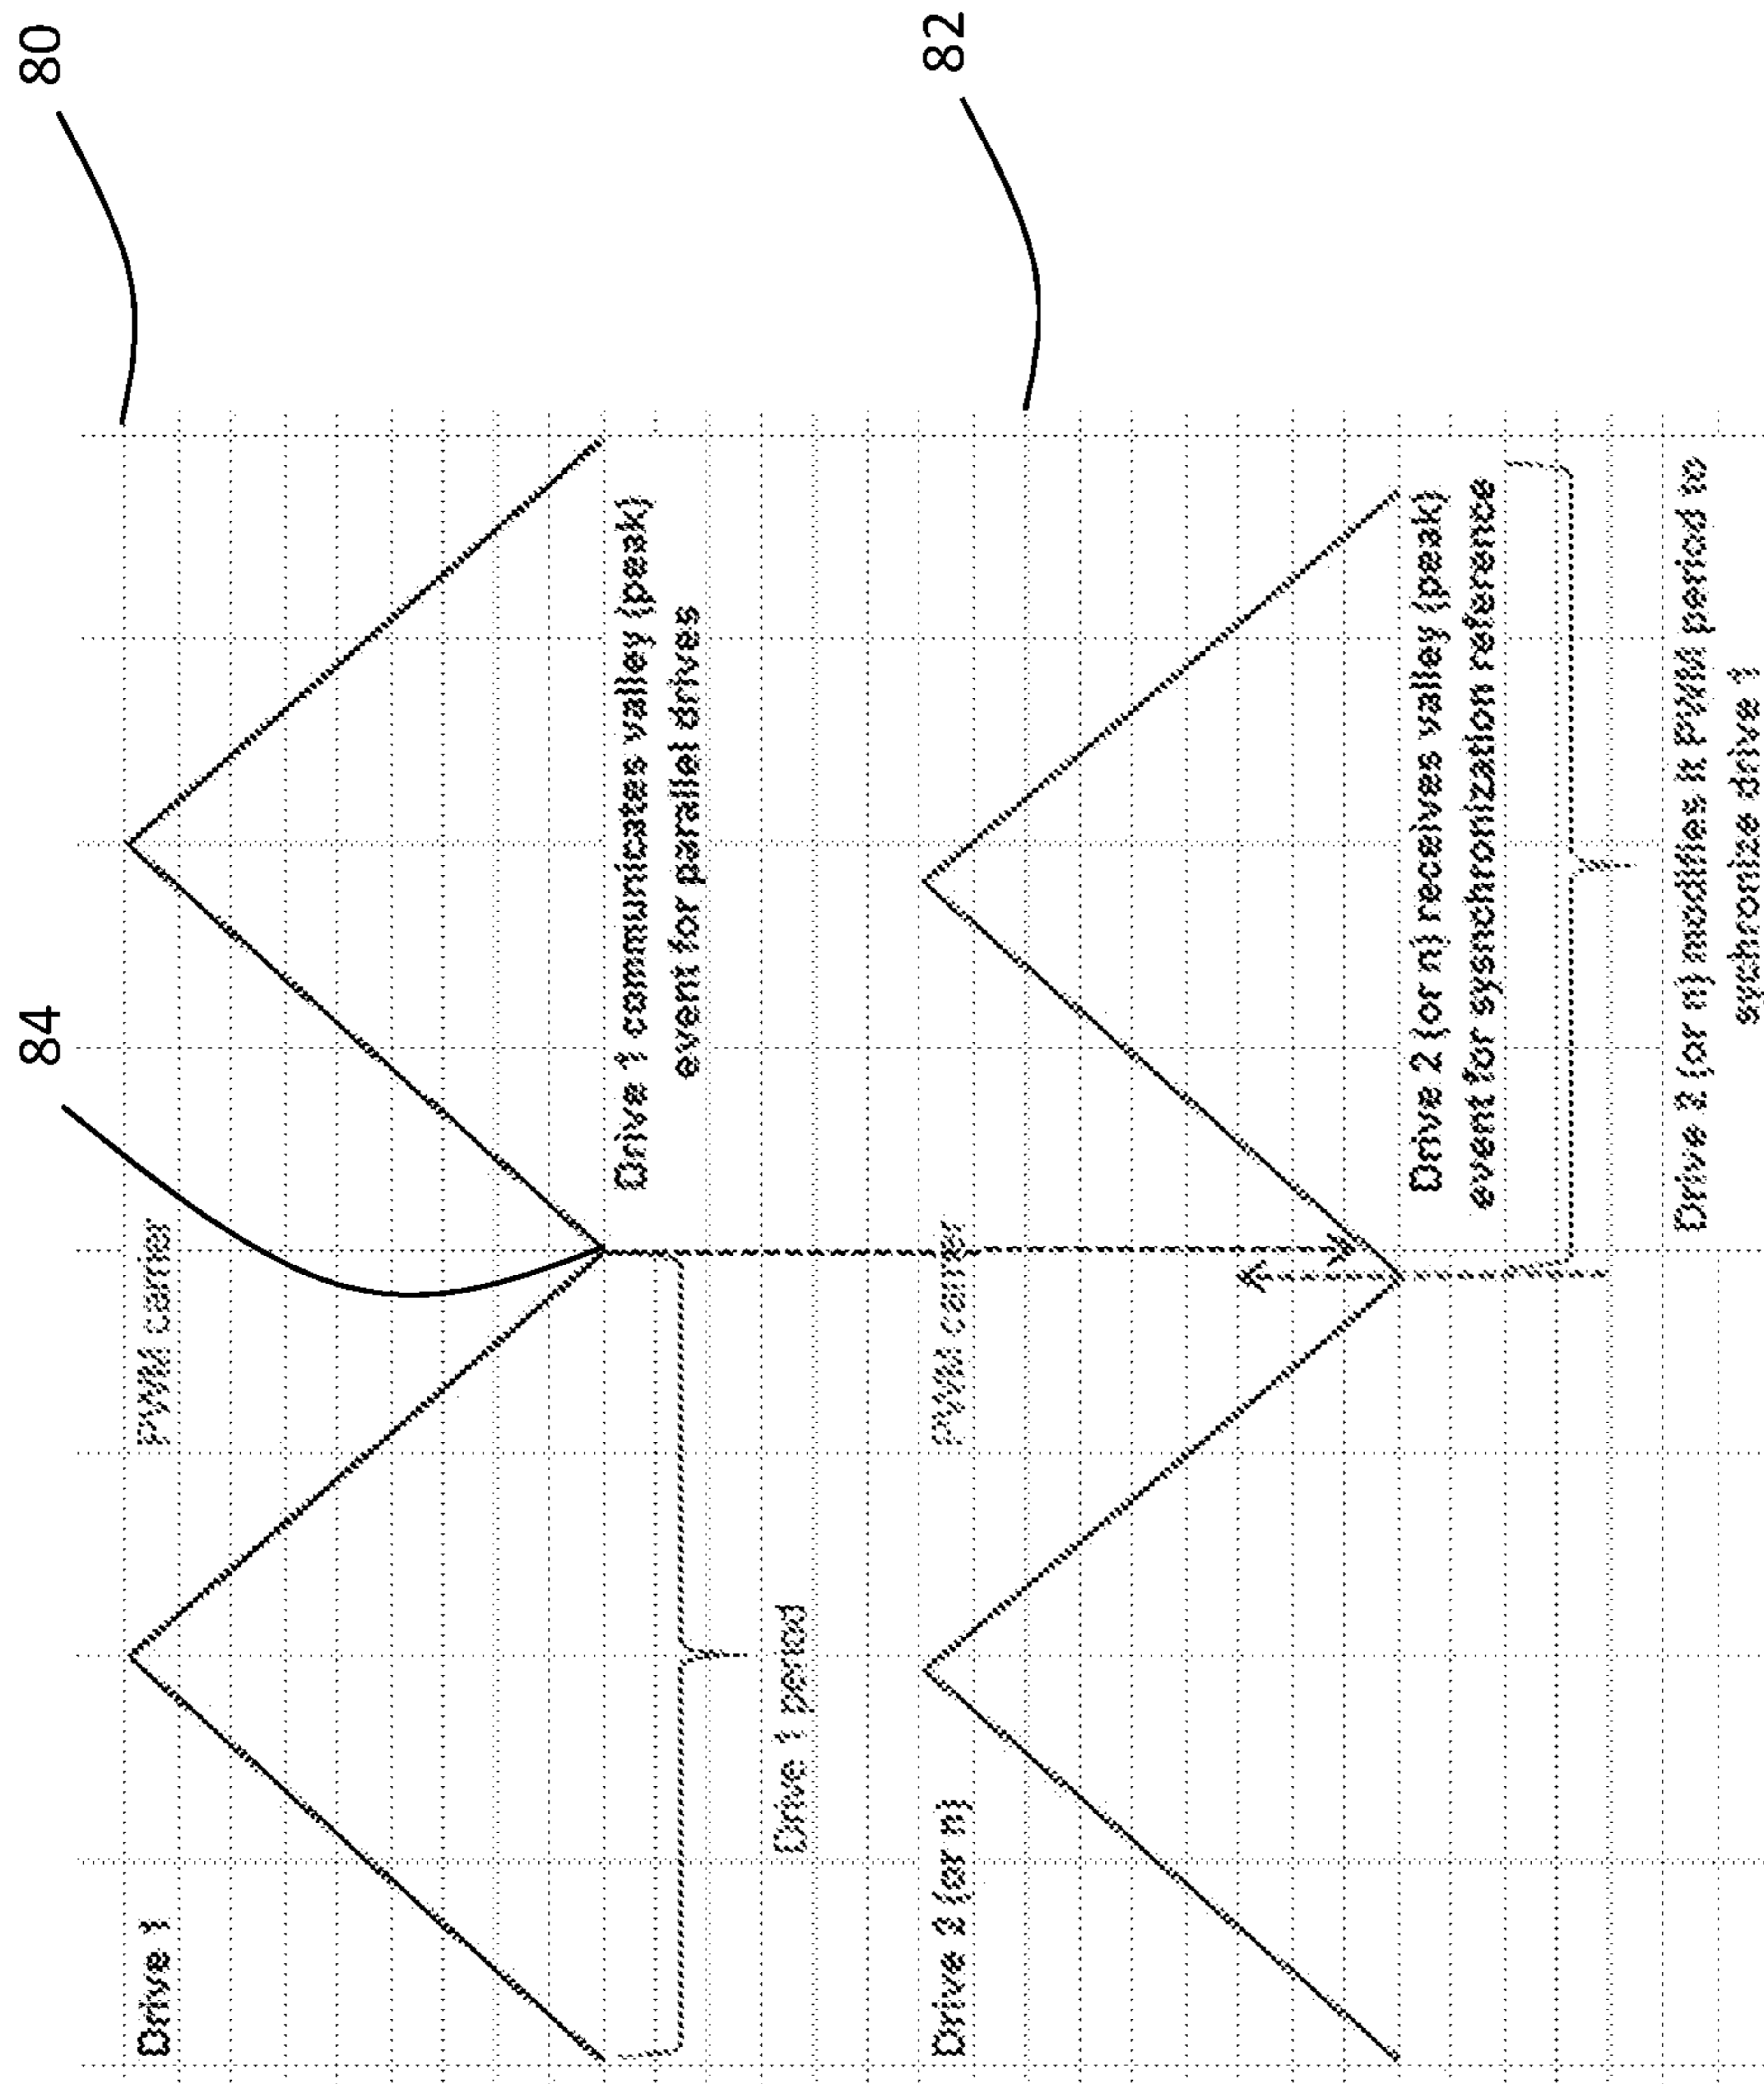 80
Drive 1
PWM carrier
84
Drive 1 communicates valley (peak)
event for parallel drives
Drive 1 period
82
Drive 2 (or n)
PWM carrier
Drive 2 (or n) receives valley (peak)
event for sysnchronization reference
Drive 2 (or n) modifies it PWM period to
sychronize drive 1